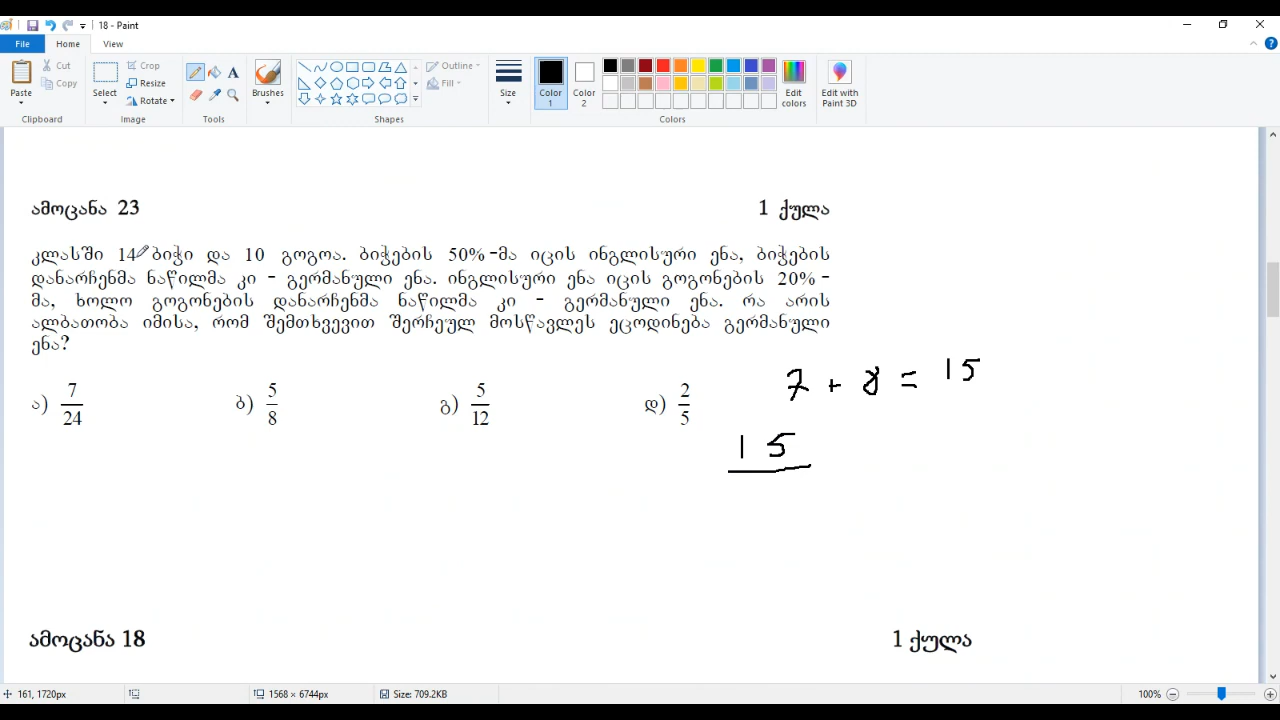 18 - Paint
File Home View
Paste
Cut
Copy
Clipboard
Select
Crop
Resize
Rotate
Image
Tools
Brushes
Shapes
Outline
Fill
Size
Color 1
Color 2
Edit colors
Edit with Paint 3D
Colors
ამოცანა 23 1 ქულა
კლასში 14 ბიჭი და 10 გოგოა. ბიჭების 50% -მა იცის ინგლისური ენა, ბიჭების
დანარჩენმა ნაწილმა კი - გერმანული ენა. ინგლისური ენა იცის გოგონების 20% -
მა, ხოლო გოგონების დანარჩენმა ნაწილმა კი - გერმანული ენა. რა არის
ალბათობა იმისა, რომ შემთხვევით შერჩეულ მოსწავლეს ეცოდინება გერმანული
ენა?
ა) 7/24 ბ) 5/8 გ) 5/12 დ) 2/5
7 + 8 = 15
15
ამოცანა 18 1 ქულა
161, 1720px 1568 × 6744px Size: 709.2KB 100%